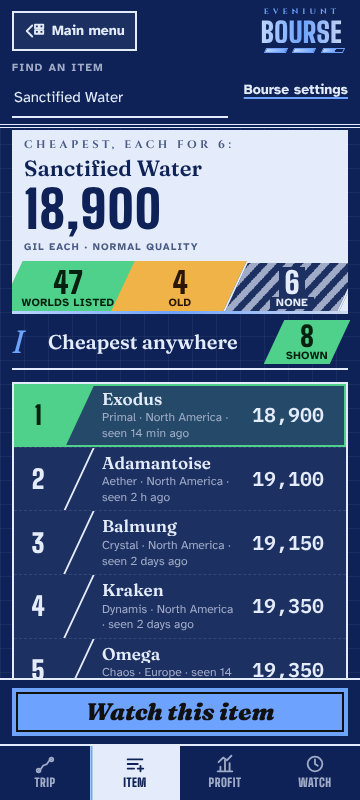 Main menu
EVENIUNT
BOURSE
FIND AN ITEM
Sanctified Water
Bourse settings
CHEAPEST, EACH FOR 6:
Sanctified Water
18,900
GIL EACH · NORMAL QUALITY
47
WORLDS LISTED
4
OLD
6
NONE
I
Cheapest anywhere
8
SHOWN
1
Exodus
Primal · North America ·
seen 14 min ago
18,900
2
Adamantoise
Aether · North America ·
seen 2 h ago
19,100
3
Balmung
Crystal · North America ·
seen 2 days ago
19,150
4
Kraken
Dynamis · North America
· seen 2 days ago
19,350
5
Omega
Chaos · Europe · seen 14
19,350
Watch this item
TRIP
ITEM
PROFIT
WATCH